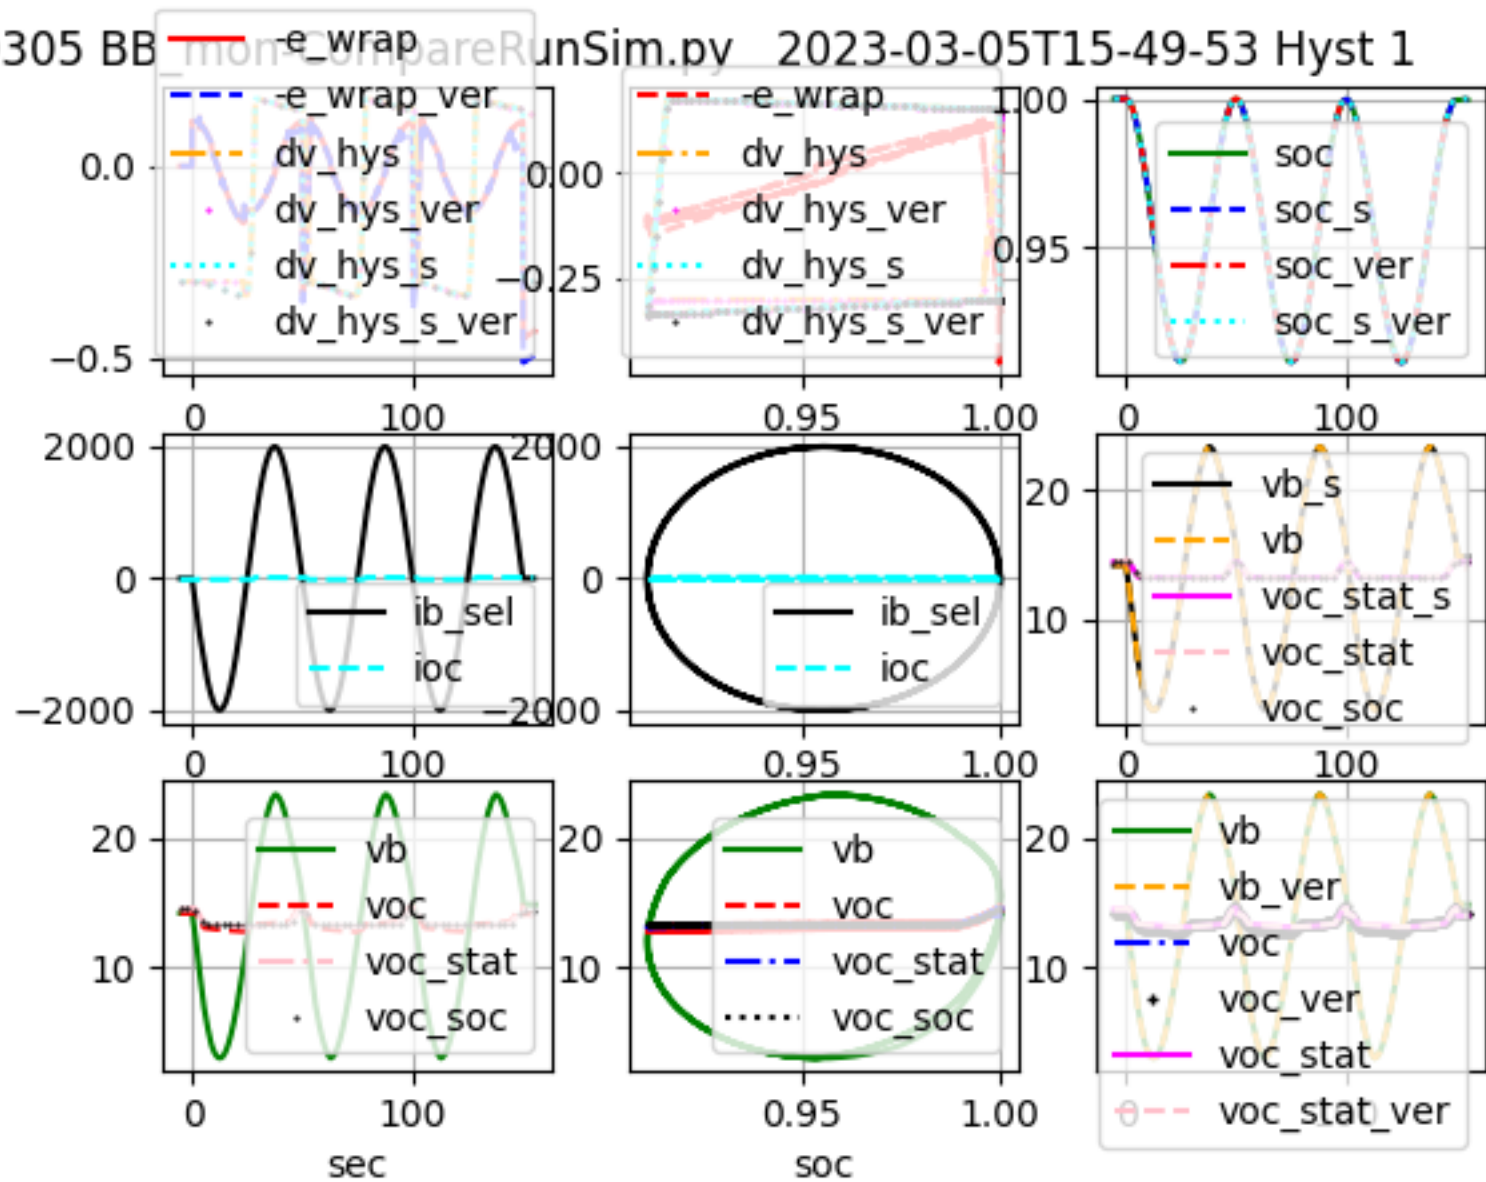 305 BB_mon-CompareRunSim.py 2023-03-05T15-49-53 Hyst 1
-e_wrap
-e_wrap_ver
dv_hys
dv_hys_ver
dv_hys_s
dv_hys_s_ver
0.0
−0.5
0
100
-e_wrap
dv_hys
dv_hys_ver
dv_hys_s
dv_hys_s_ver
0.00
−0.25
0.95
1.00
soc
soc_s
soc_ver
soc_s_ver
1.00
0.95
0
100
2000
0
−2000
ib_sel
ioc
0
100
2000
0
−2000
ib_sel
ioc
0.95
1.00
20
10
vb_s
vb
voc_stat_s
voc_stat
voc_soc
0
100
20
10
vb
voc
voc_stat
voc_soc
0
100
sec
20
10
vb
voc
voc_stat
voc_soc
0.95
1.00
soc
20
10
vb
vb_ver
voc
voc_ver
voc_stat
voc_stat_ver
0